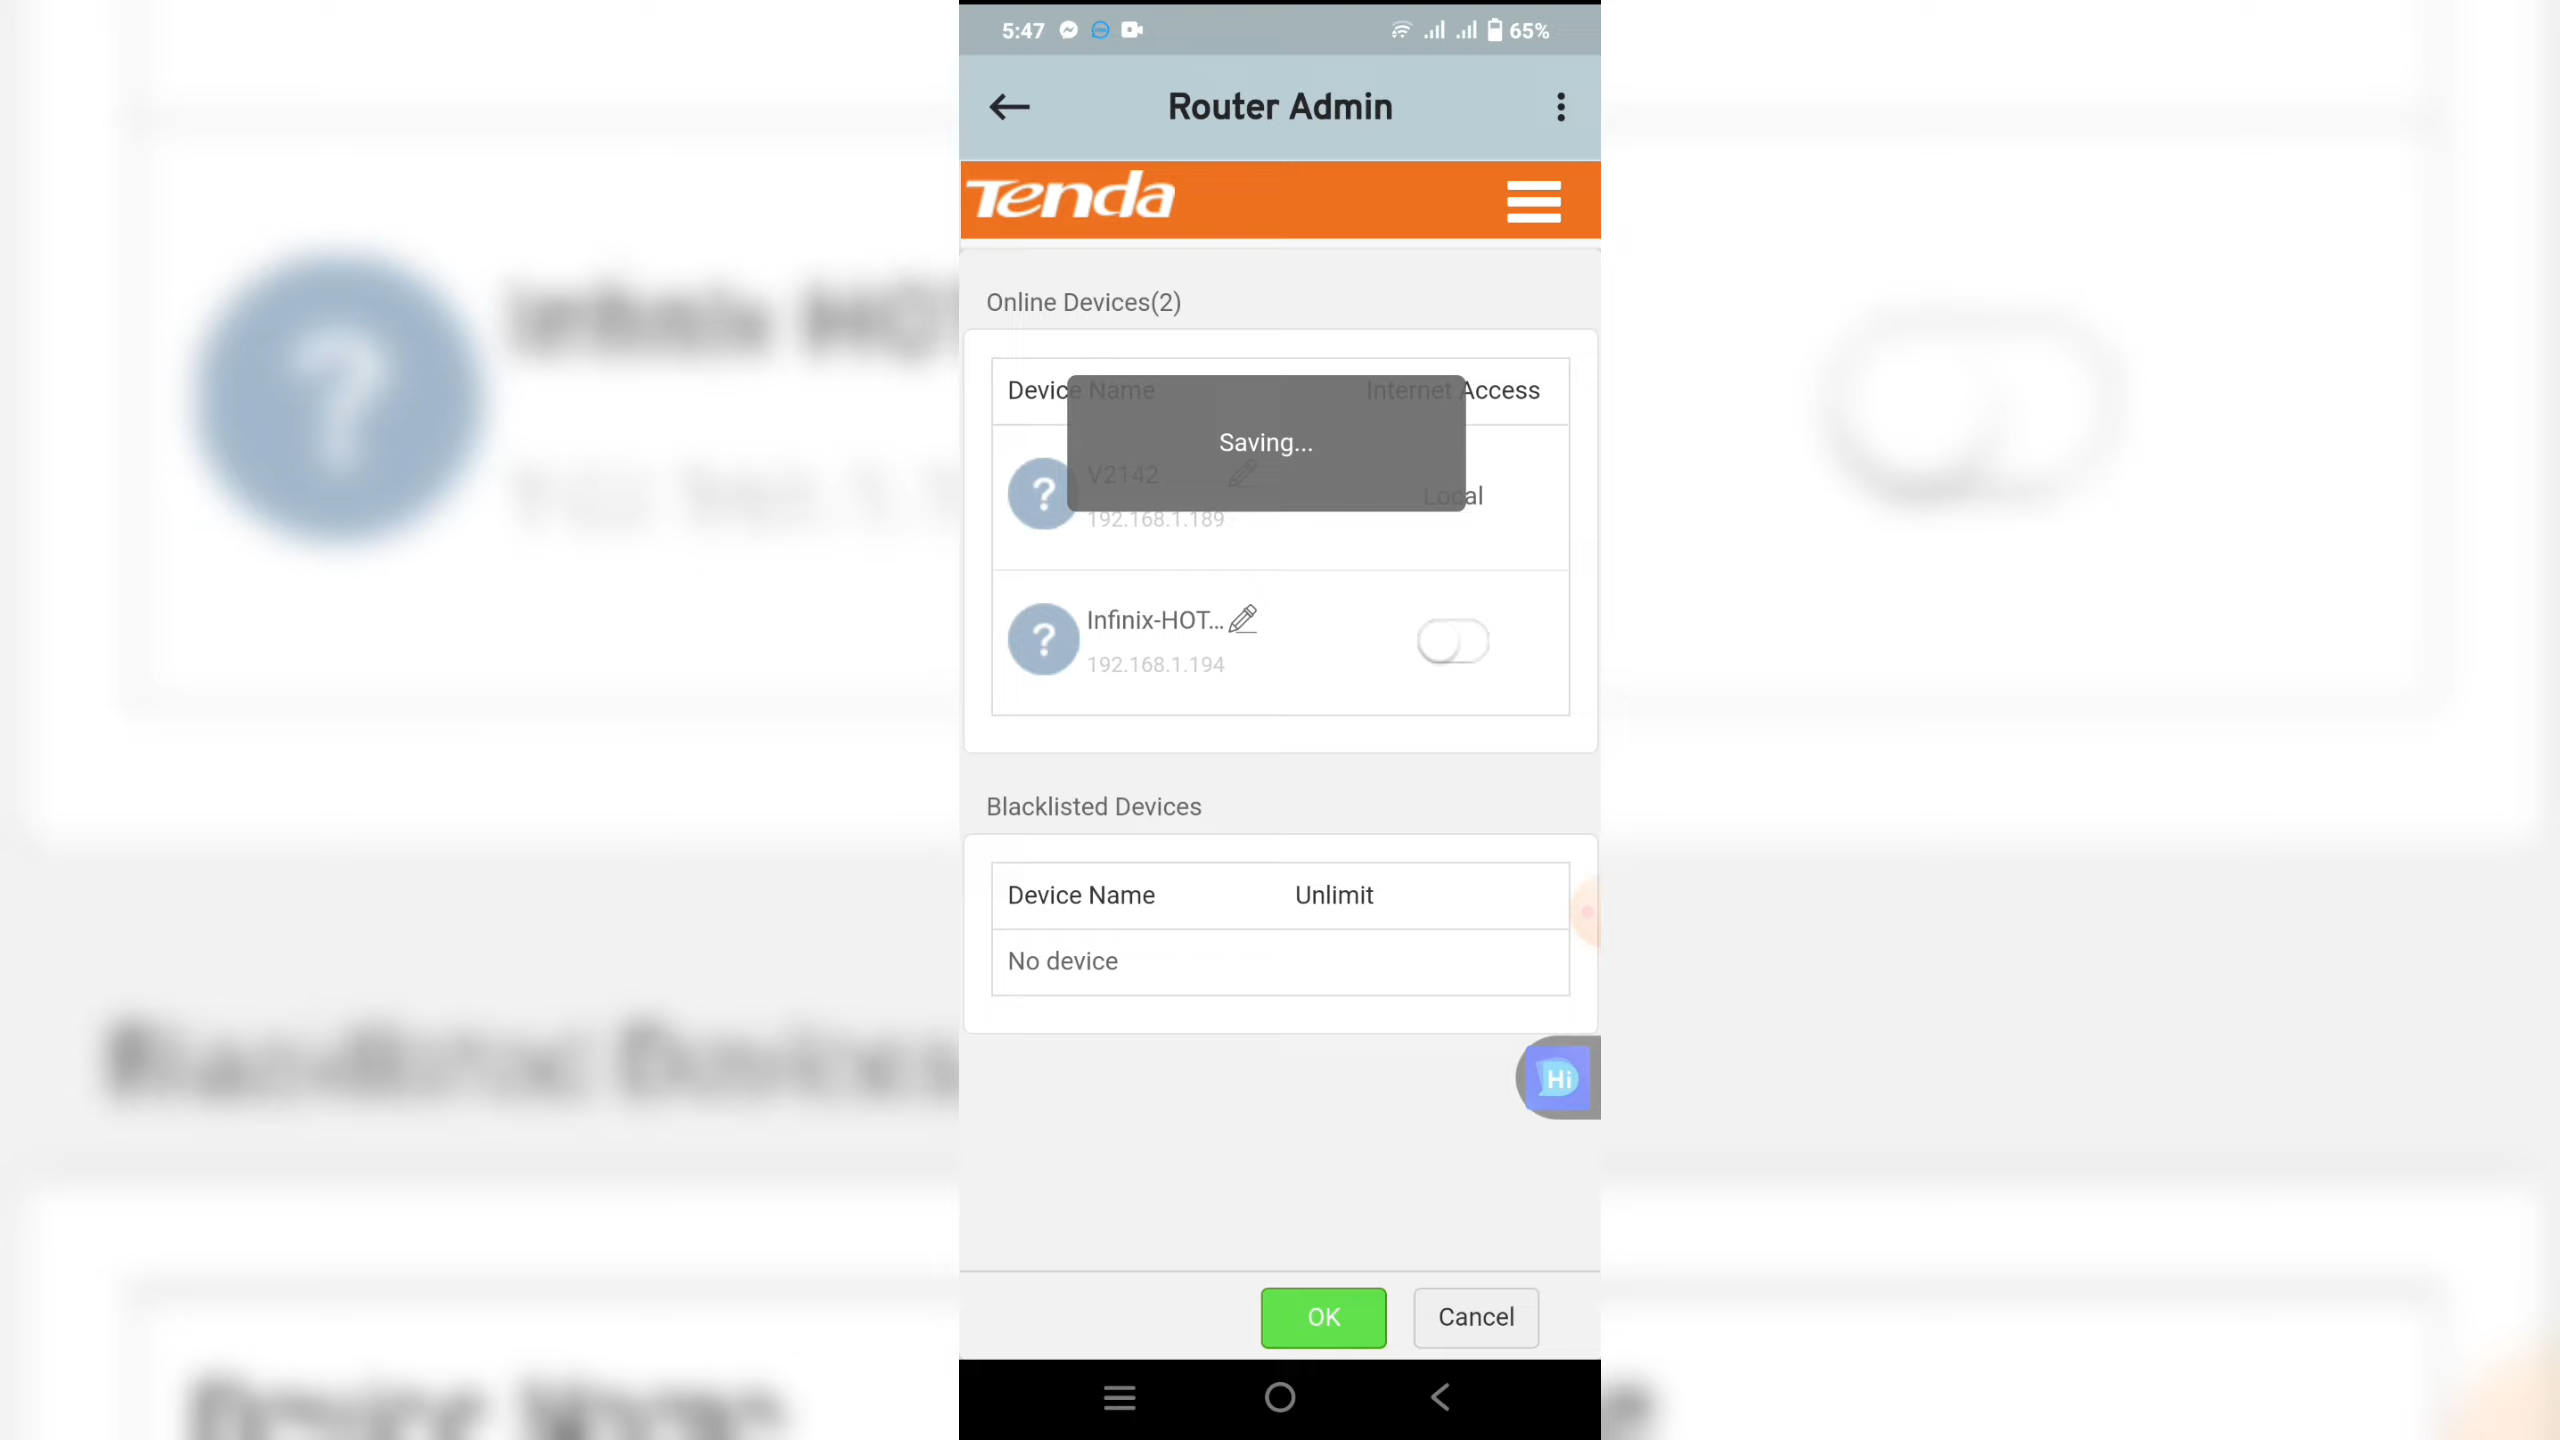 5:47
65%
Router Admin
Tenda
Online Devices(2)
Device Name Internet Access
Saving...
V2142
Local
192.168.1.189
Infinix-HOT...
192.168.1.194
Blacklisted Devices
Device Name Unlimit
No device
Hi
OK Cancel